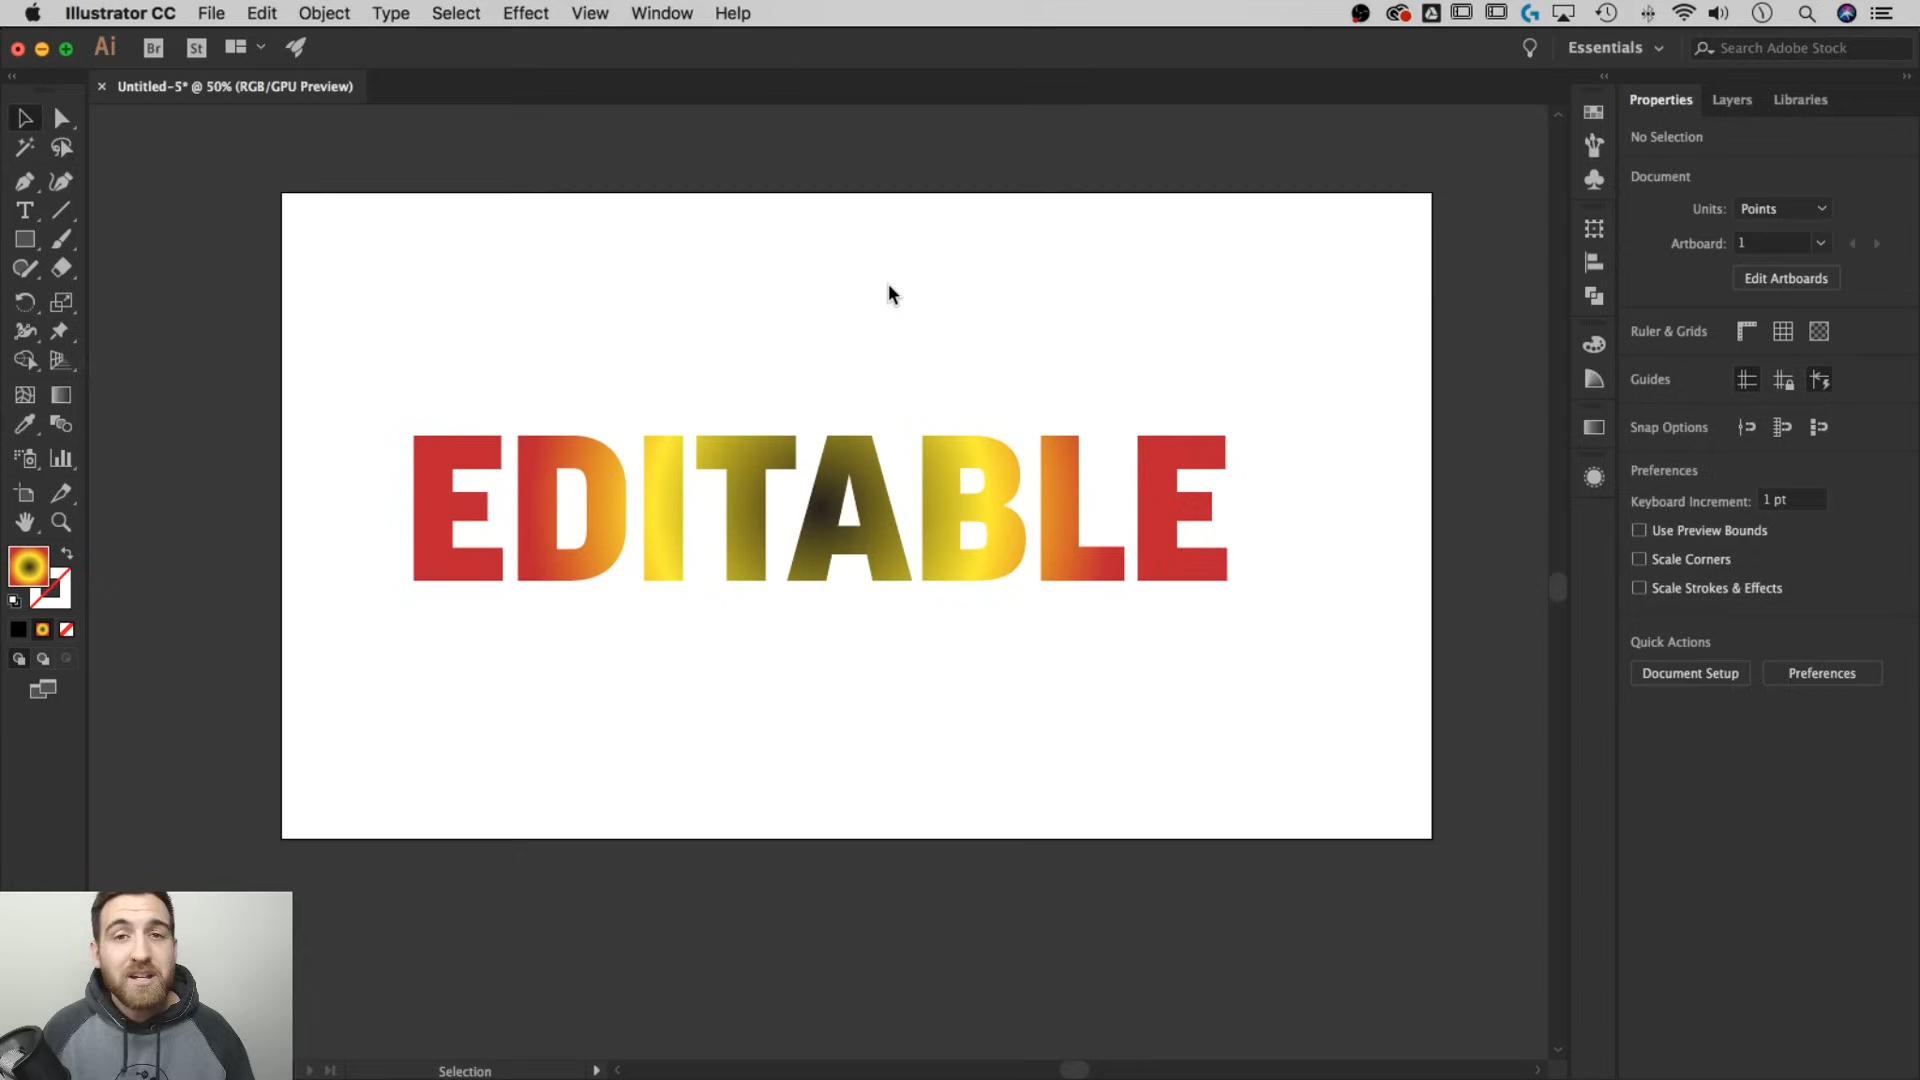 Illustrator CC File Edit Object Type Select Effect View Window Help
Ai Br St Essentials Search Adobe Stock
Untitled-5* @ 50% (RGB/GPU Preview)
Properties Layers Libraries
No Selection
Document
Units: Points
Artboard: 1
Edit Artboards
Ruler & Grids
Guides
Snap Options
Preferences
Keyboard Increment: 1 pt
Use Preview Bounds
Scale Corners
Scale Strokes & Effects
Quick Actions
Document Setup Preferences
EDITABLE
Selection